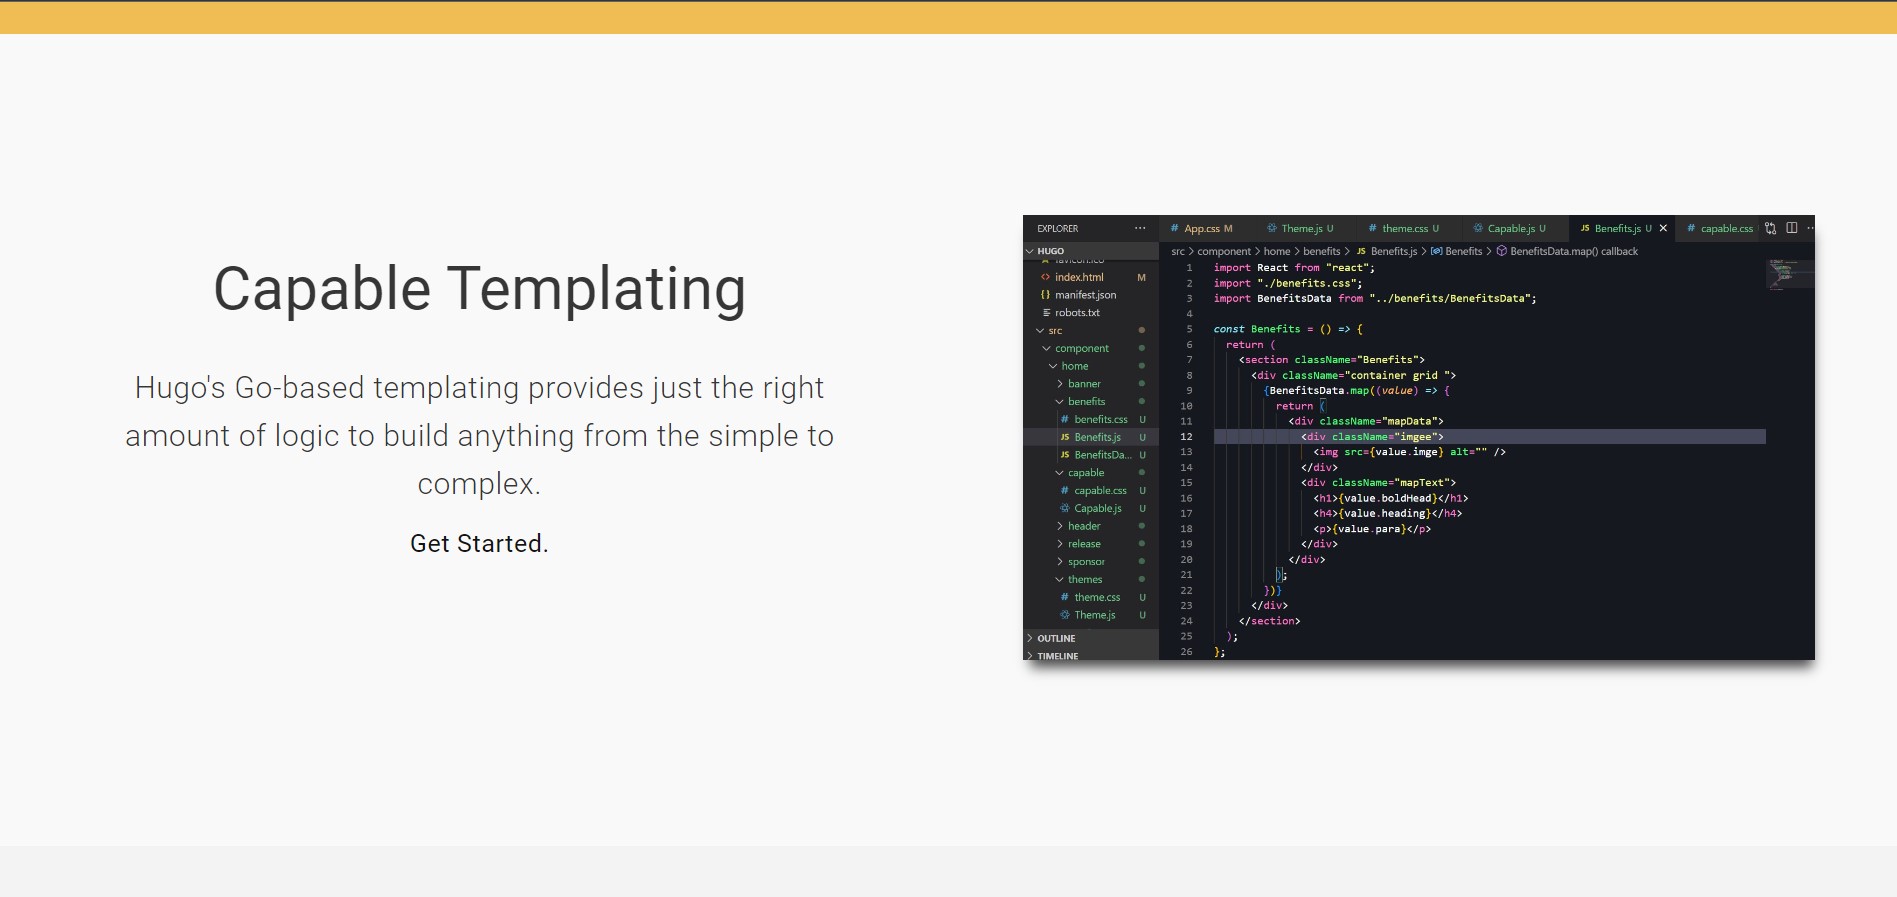 Capable Templating
Hugo's Go-based templating provides just the right
amount of logic to build anything from the simple to
complex.
Get Started.
EXPLORER ···
HUGO
favicon.ico
index.html M
manifest.json
robots.txt
src
component
home
banner
benefits
# benefits.css U
JS Benefits.js U
JS BenefitsDa... U
capable
# capable.css U
Capable.js U
header
release
sponsor
themes
# theme.css U
Theme.js U
OUTLINE
TIMELINE
# App.css M Theme.js U # theme.css U Capable.js U JS Benefits.js U # capable.css
src > component > home > benefits > JS Benefits.js > Benefits > BenefitsData.map() callback
1 import React from "react";
2 import "./benefits.css";
3 import BenefitsData from "../benefits/BenefitsData";
4
5 const Benefits = () => {
6 return (
7 <section className="Benefits">
8 <div className="container grid ">
9 {BenefitsData.map((value) => {
10 return (
11 <div className="mapData">
12 <div className="imgee">
13 <img src={value.imge} alt="" />
14 </div>
15 <div className="mapText">
16 <h1>{value.boldHead}</h1>
17 <h4>{value.heading}</h4>
18 <p>{value.para}</p>
19 </div>
20 </div>
21 );
22 })}
23 </div>
24 </section>
25 );
26 };